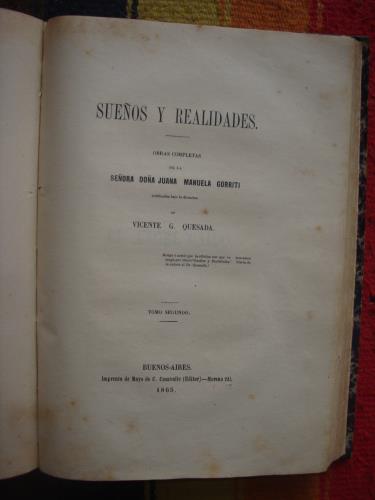 SUEÑOS Y REALIDADES.
OBRAS COMPLETAS
DE LA
SEÑORA DOÑA JUANA MANUELA GORRITI
publicadas bajo la direccion
DE
VICENTE G. QUESADA.
TOMO SEGUNDO.
BUENOS-AIRES.
Imprenta de Mayo de C. Casavalle (Editor)—Moreno 241
1865.